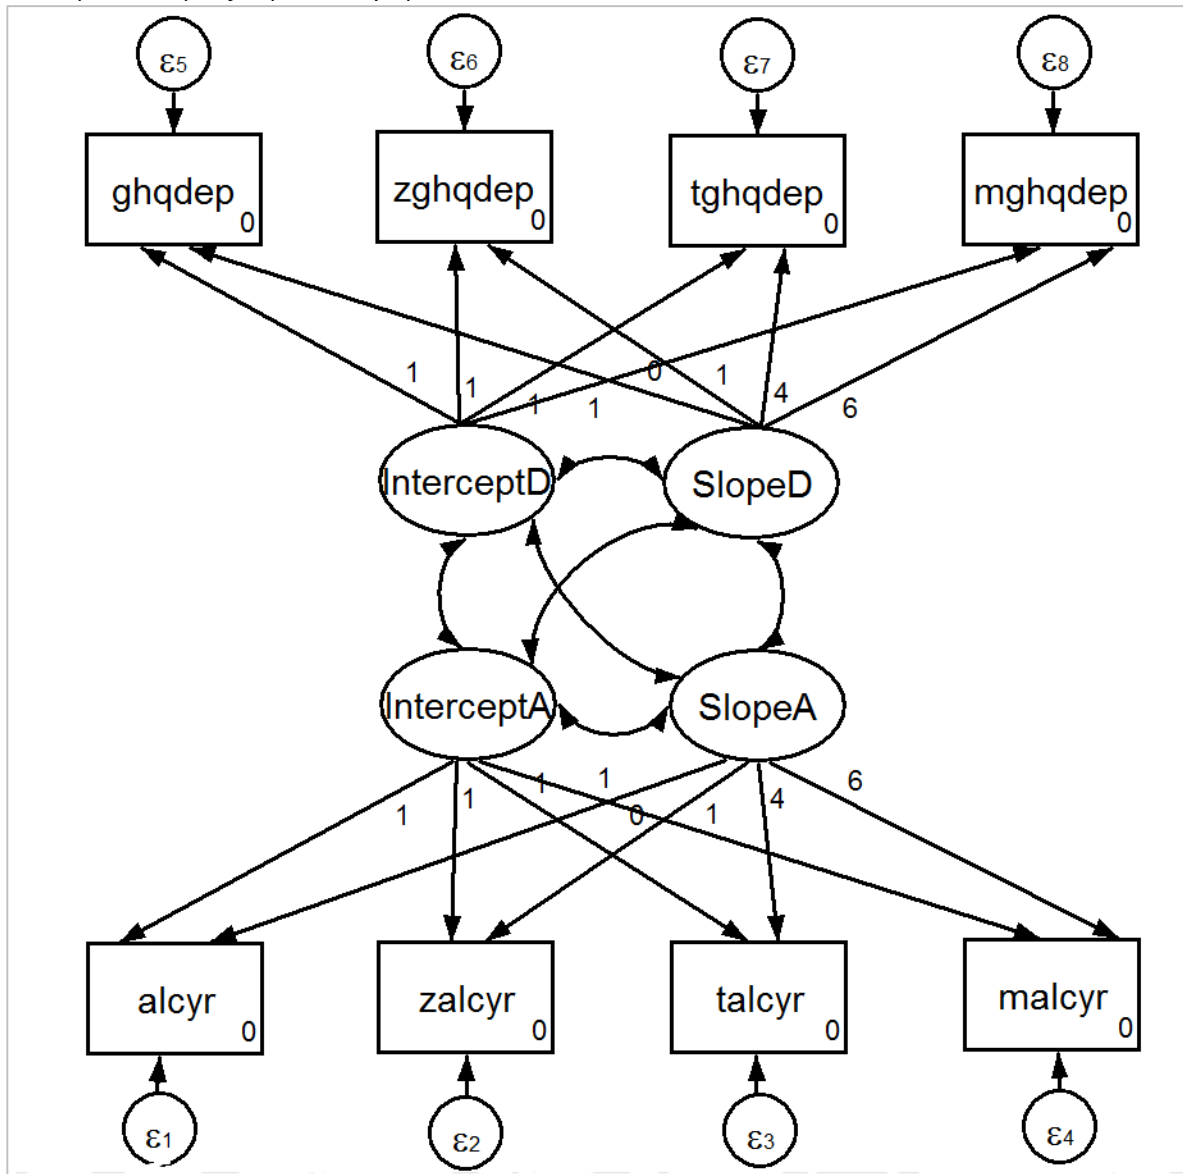 ε5 ε6 ε7 ε8
ghqdep 0 zghqdep 0 tghqdep 0 mghqdep 0
1 1 1 1 0 1 4 6
InterceptD SlopeD
InterceptA SlopeA
1 1 1 1 0 1 4 6
alcyr 0 zalcyr 0 talcyr 0 malcyr 0
ε1 ε2 ε3 ε4